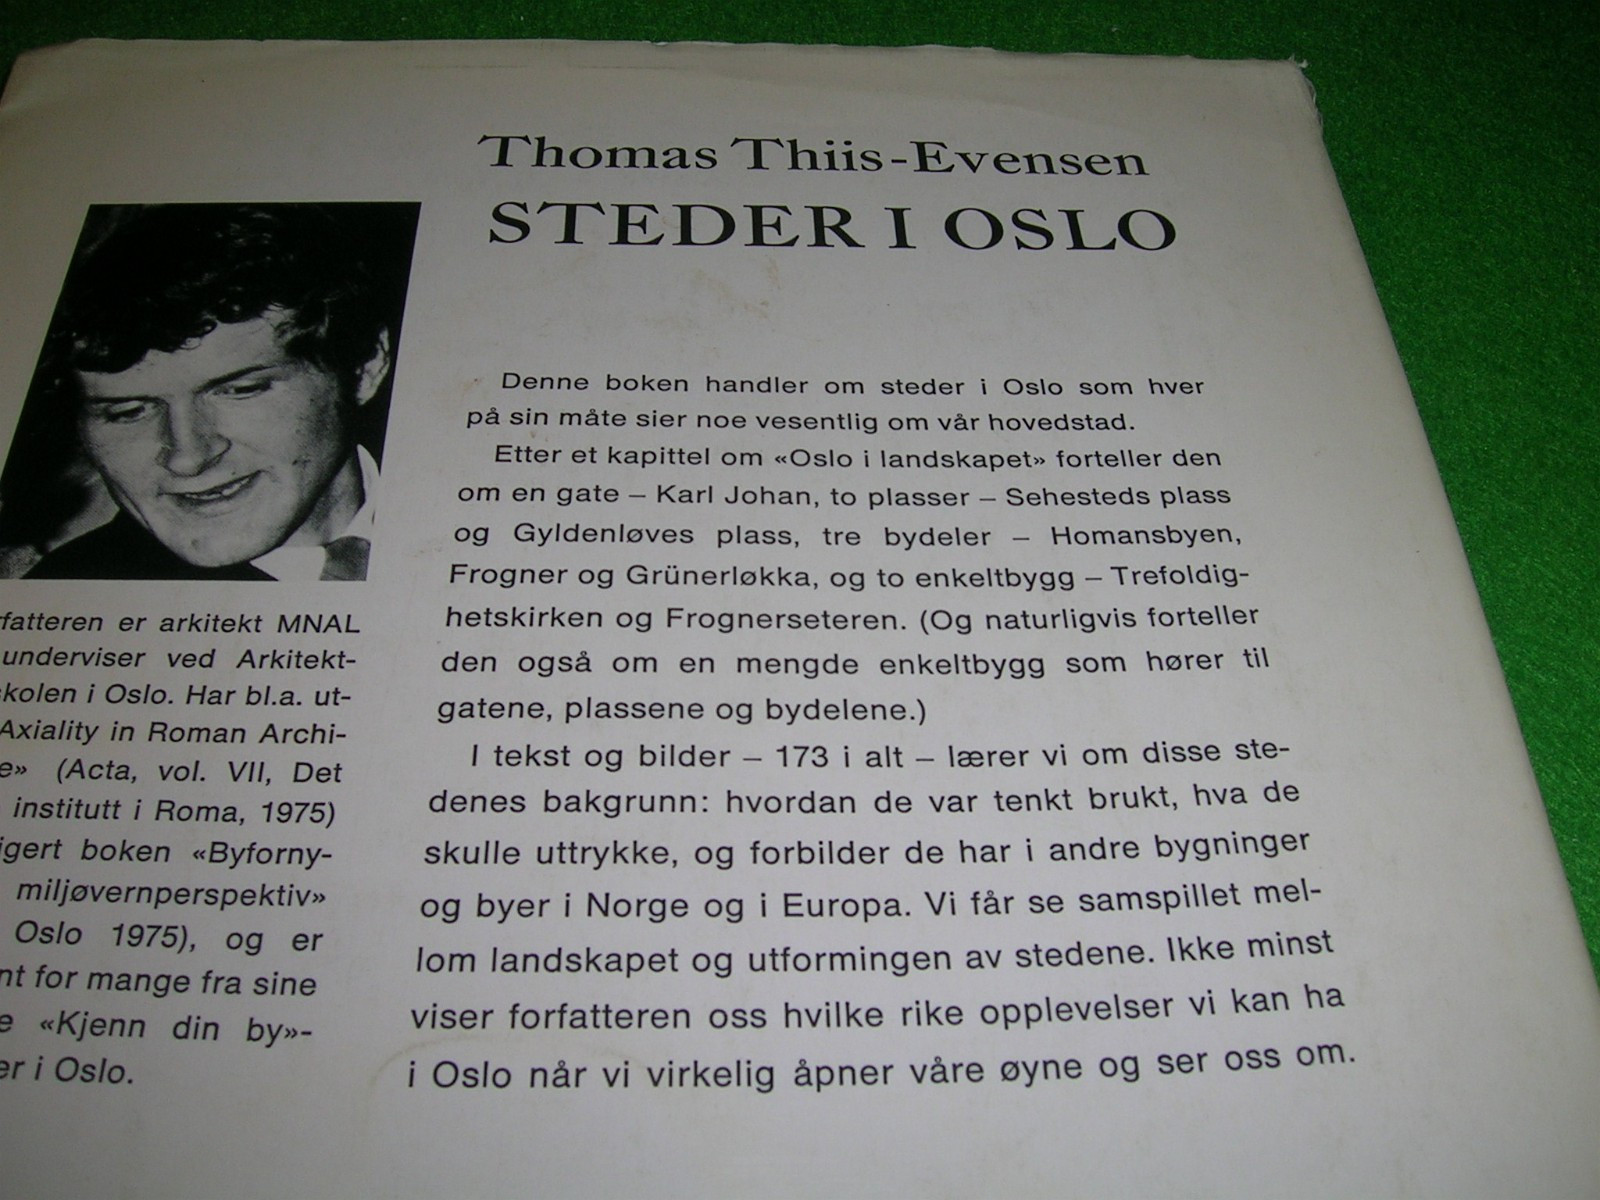 Thomas Thiis-Evensen
STEDER I OSLO
Denne boken handler om steder i Oslo som hver
på sin måte sier noe vesentlig om vår hovedstad.
Etter et kapittel om «Oslo i landskapet» forteller den
om en gate – Karl Johan, to plasser – Sehesteds plass
og Gyldenløves plass, tre bydeler – Homansbyen,
Frogner og Grünerløkka, og to enkeltbygg – Trefoldig-
hetskirken og Frognerseteren. (Og naturligvis forteller
den også om en mengde enkeltbygg som hører til
gatene, plassene og bydelene.)
I tekst og bilder – 173 i alt – lærer vi om disse ste-
denes bakgrunn: hvordan de var tenkt brukt, hva de
skulle uttrykke, og forbilder de har i andre bygninger
og byer i Norge og i Europa. Vi får se samspillet mel-
lom landskapet og utformingen av stedene. Ikke minst
viser forfatteren oss hvilke rike opplevelser vi kan ha
i Oslo når vi virkelig åpner våre øyne og ser oss om.
fatteren er arkitekt MNAL
underviser ved Arkitekt-
kolen i Oslo. Har bl.a. ut-
Axiality in Roman Archi-
e» (Acta, vol. VII, Det
institutt i Roma, 1975)
igert boken «Byforny-
miljøvernperspektiv»
Oslo 1975), og er
nt for mange fra sine
e «Kjenn din by»-
er i Oslo.